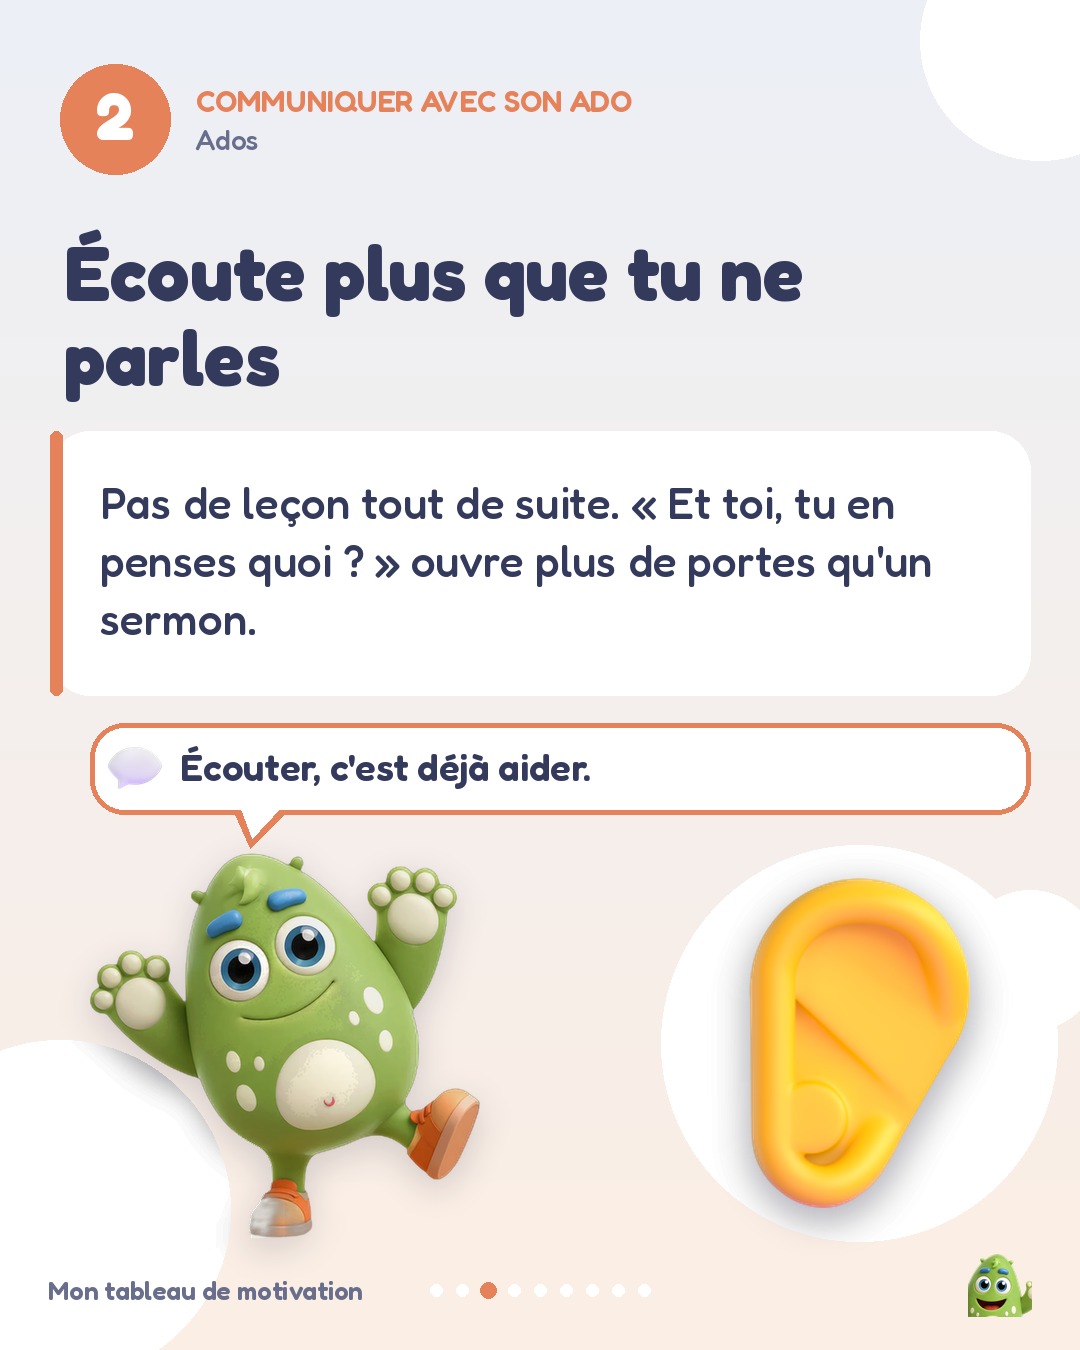 2
COMMUNIQUER AVEC SON ADO
Ados
Écoute plus que tu ne
parles
Pas de leçon tout de suite. « Et toi, tu en
penses quoi ? » ouvre plus de portes qu'un
sermon.
Écouter, c'est déjà aider.
Mon tableau de motivation